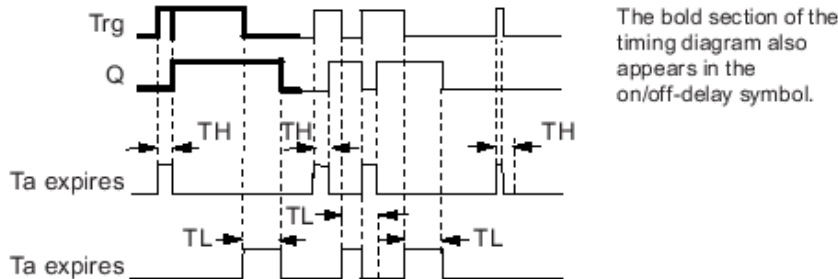 Trg
The bold section of the
timing diagram also
appears in the
on/off-delay symbol.
Q
TH
TH
TH
Ta expires
TL
TL
TL
Ta expires